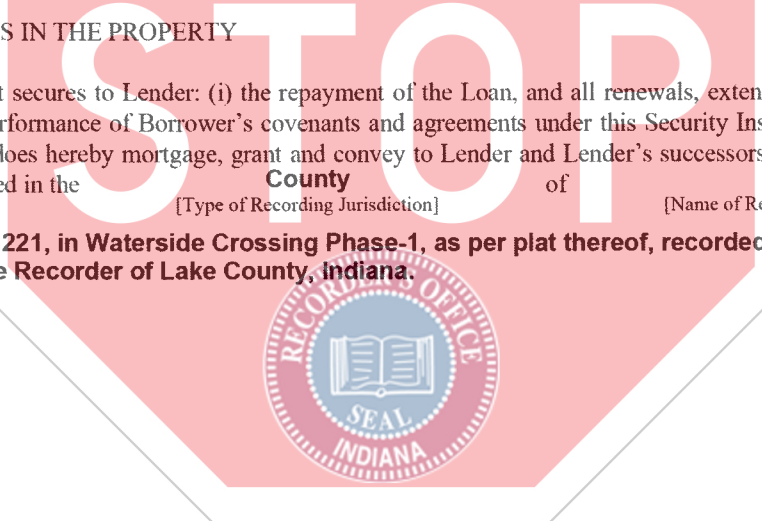 STOP
S IN THE PROPERTY
t secures to Lender: (i) the repayment of the Loan, and all renewals, exten
rformance of Borrower's covenants and agreements under this Security Ins
does hereby mortgage, grant and convey to Lender and Lender's successors
ed in the County of
[Type of Recording Jurisdiction] [Name of Re
221, in Waterside Crossing Phase-1, as per plat thereof, recorded
e Recorder of Lake County, Indiana.
RECORDER'S OFFICE
SEAL
INDIANA